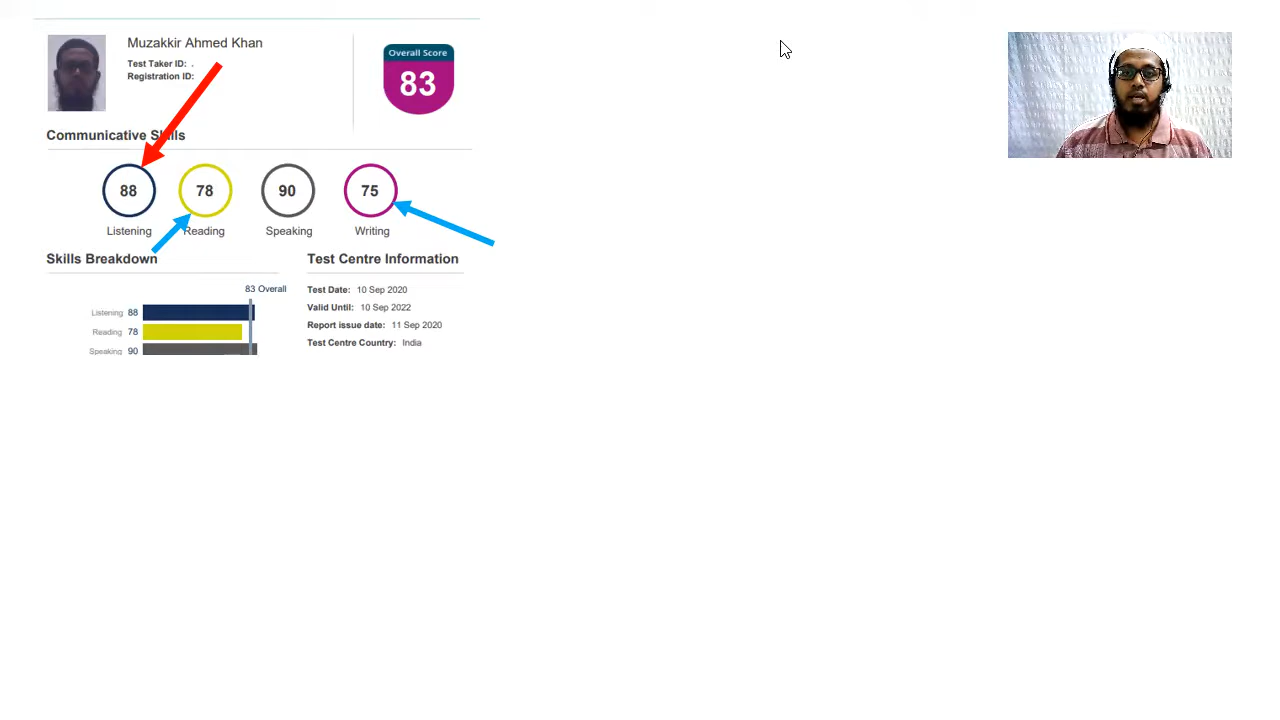 Muzakkir Ahmed Khan
Test Taker ID:
Registration ID:
Overall Score
83
Communicative Skills
88 78 90 75
Listening Reading Speaking Writing
Skills Breakdown
83 Overall
Listening 88
Reading 78
Speaking 90
Test Centre Information
Test Date: 10 Sep 2020
Valid Until: 10 Sep 2022
Report issue date: 11 Sep 2020
Test Centre Country: India